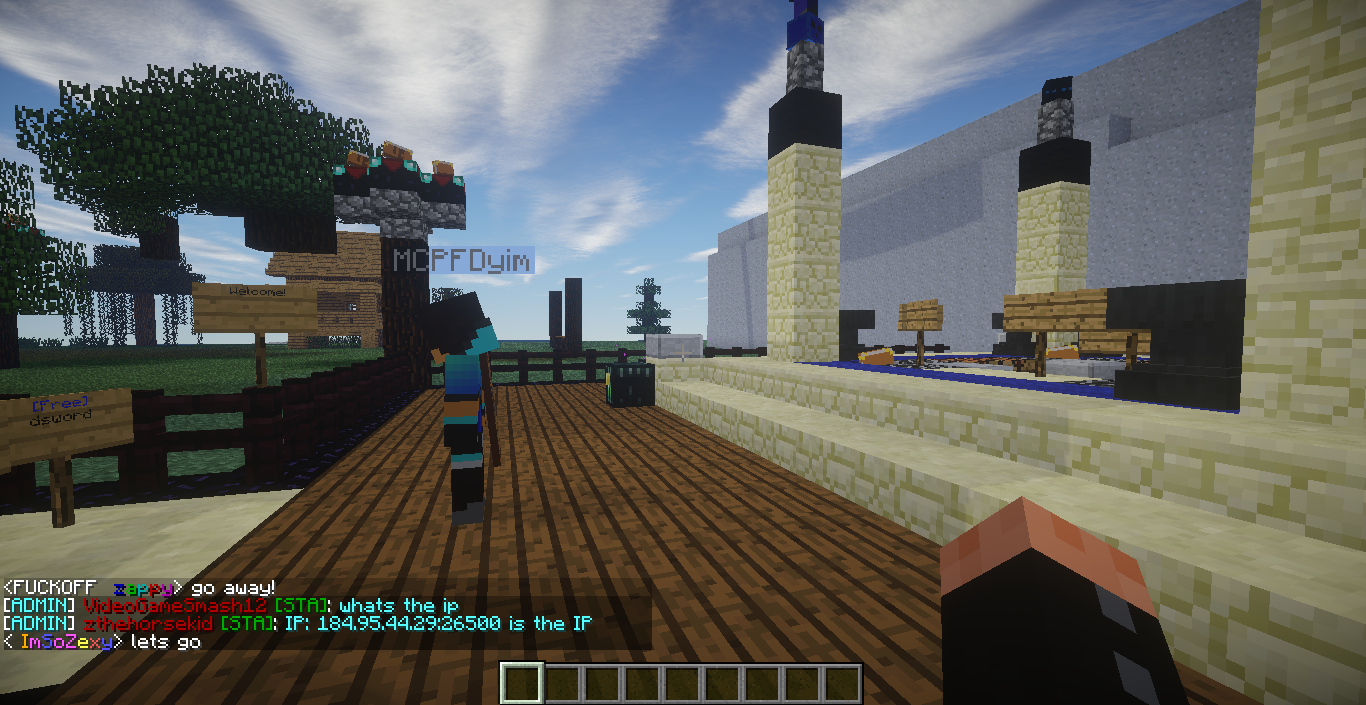 MCPFDyim
Welcome!
[Free]
dsword
<FUCKOFF zappy> go away!
[ADMIN] VideoGameSmash12 [STA]: whats the ip
[ADMIN] zthehorsekid [STA]: IP: 184.95.44.29:26500 is the IP
< ImSoZexy> lets go